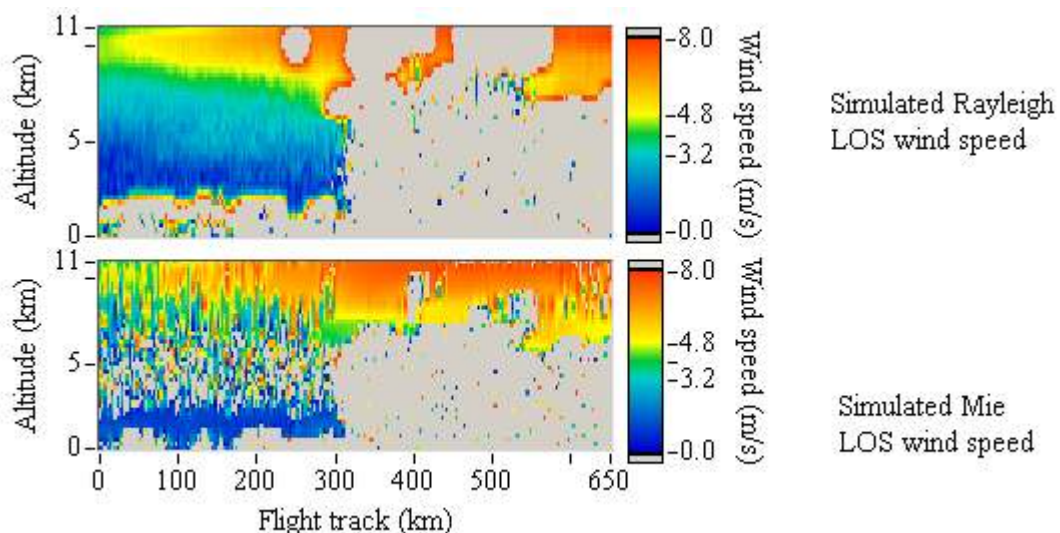 11
5
0
Altitude (km)
8.0
4.8
3.2
0.0
Wind speed (m/s)
Simulated Rayleigh
LOS wind speed
11
5
0
Altitude (km)
8.0
4.8
3.2
0.0
Wind speed (m/s)
Simulated Mie
LOS wind speed
0 100 200 300 400 500 650
Flight track (km)